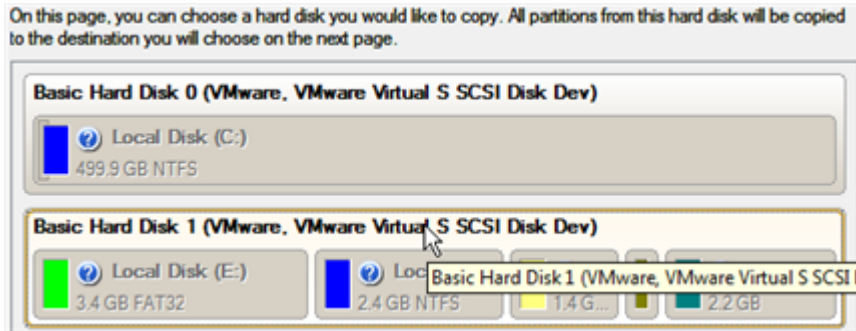 On this page, you can choose a hard disk you would like to copy. All partitions from this hard disk will be copied
to the destination you will choose on the next page.
Basic Hard Disk 0 (VMware, VMware Virtual S SCSI Disk Dev)
Local Disk (C:)
499.9 GB NTFS
Basic Hard Disk 1 (VMware, VMware Virtual S SCSI Disk Dev)
Local Disk (E:)
3.4 GB FAT32
Loc
2.4 GB NTFS
Basic Hard Disk 1 (VMware, VMware Virtual S SCSI
1.4 G...
2.2 GB